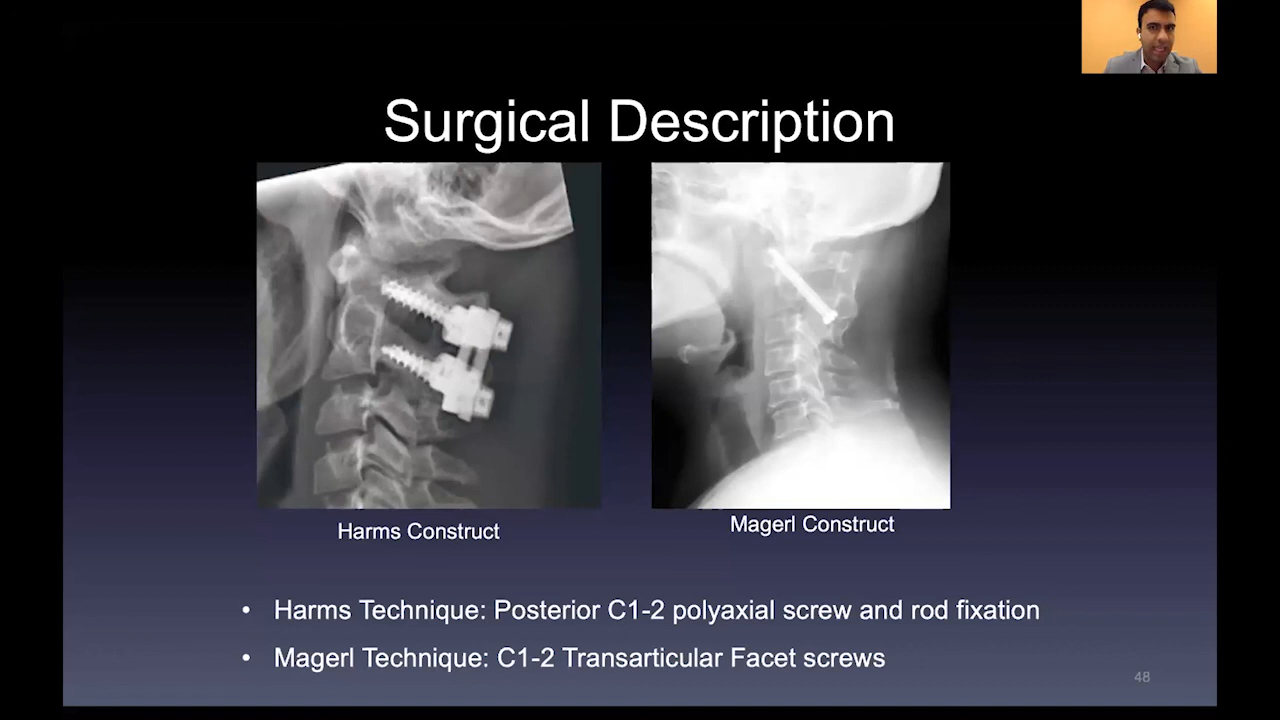 Surgical Description
Harms Construct
Magerl Construct
• Harms Technique: Posterior C1-2 polyaxial screw and rod fixation
• Magerl Technique: C1-2 Transarticular Facet screws
48